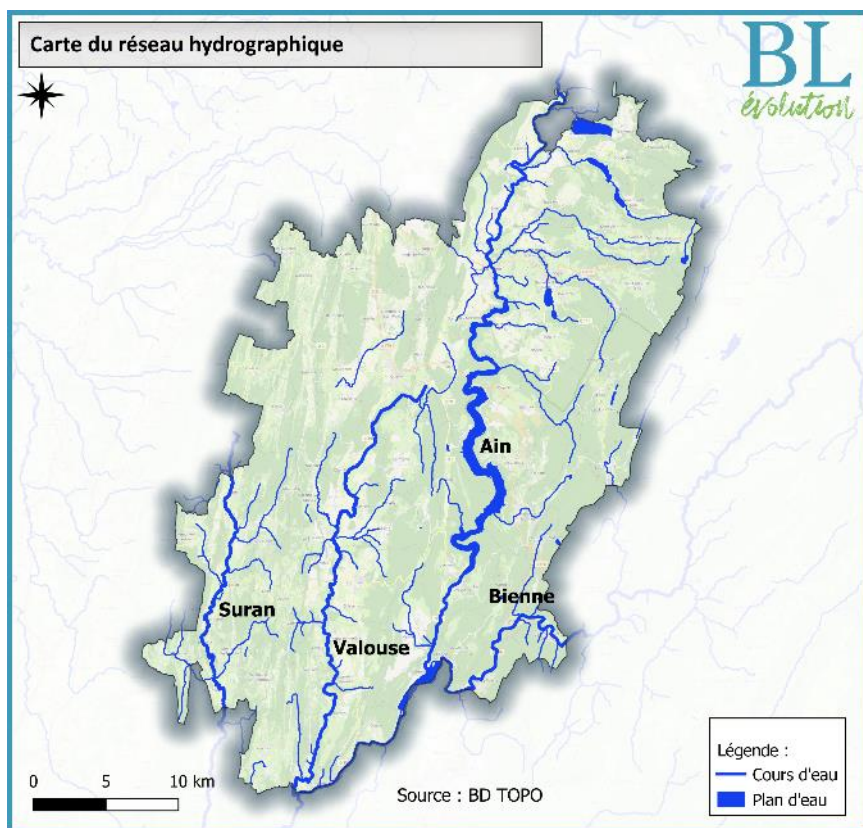 Carte du réseau hydrographique
BL
évolution
Ain
Bienne
Suran
Valouse
Légende :
Cours d'eau
Plan d'eau
0 5 10 km
Source : BD TOPO